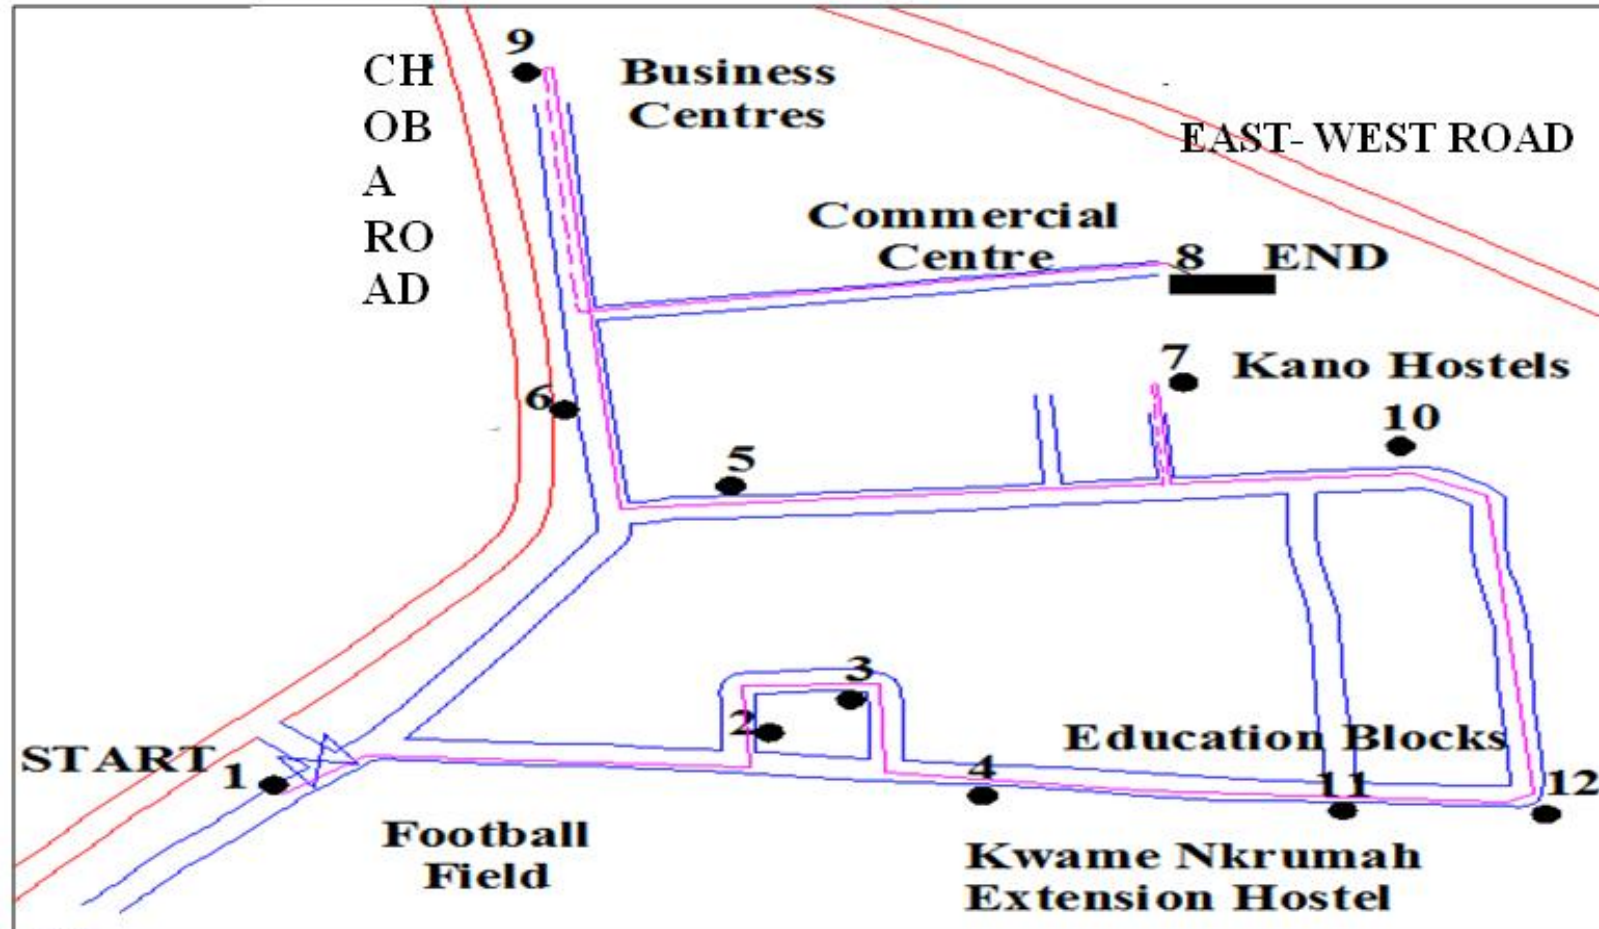 9
CH
OB
A
RO
AD
Business
Centres
EAST- WEST ROAD
Commercial
Centre
8 END
7
Kano Hostels
10
6
5
3
2
START
1
4
Education Blocks
11
12
Football
Field
Kwame Nkrumah
Extension Hostel